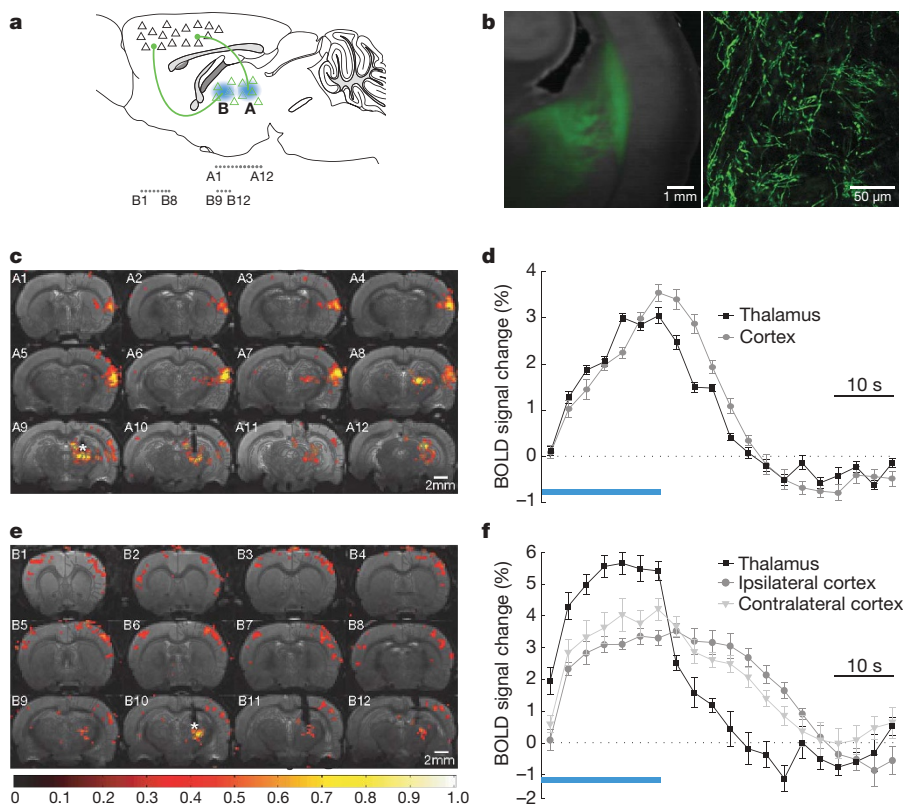 a
B A
A1 A12
B1 B8 B9 B12
b
1 mm
50 µm
c
A1 A2 A3 A4
A5 A6 A7 A8
A9 A10 A11 A12
*
2mm
d
BOLD signal change (%)
4
3
2
1
0
–1
Thalamus
Cortex
10 s
e
B1 B2 B3 B4
B5 B6 B7 B8
B9 B10 B11 B12
*
2mm
0 0.1 0.2 0.3 0.4 0.5 0.6 0.7 0.8 0.9 1.0
f
BOLD signal change (%)
6
5
4
3
2
1
0
–1
–2
Thalamus
Ipsilateral cortex
Contralateral cortex
10 s